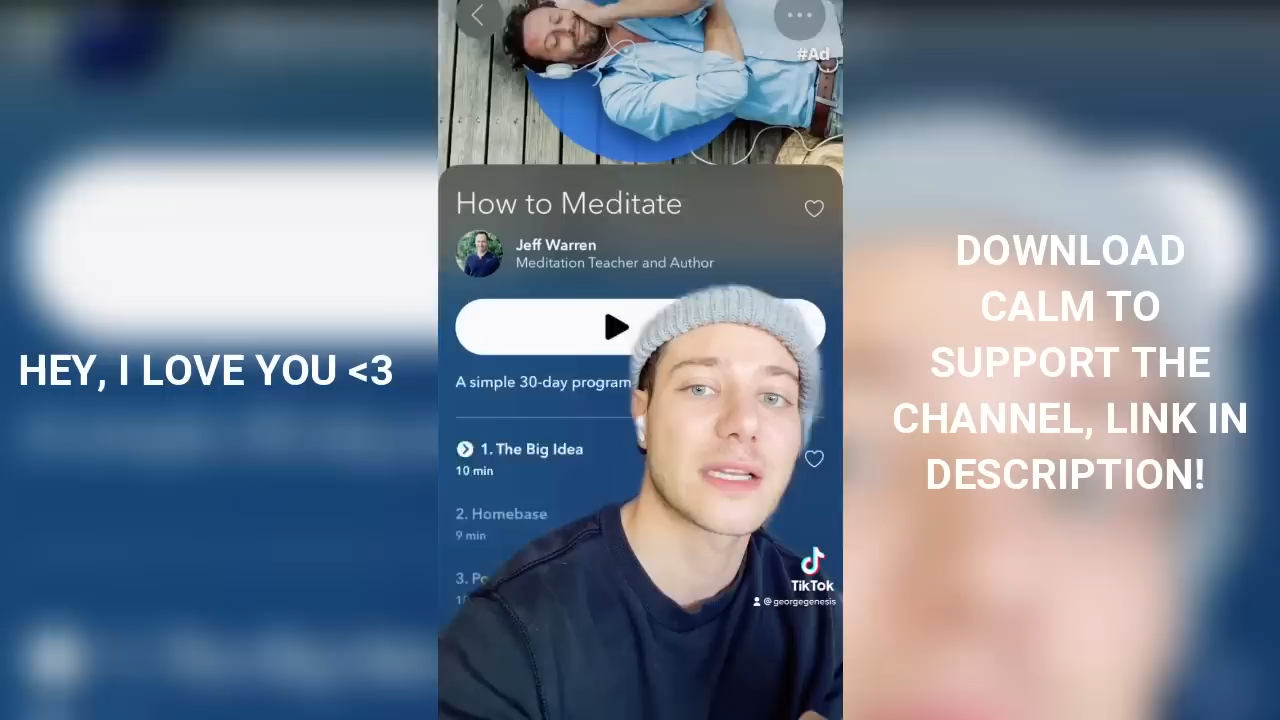 HEY, I LOVE YOU <3
#Ad
How to Meditate
Jeff Warren
Meditation Teacher and Author
A simple 30-day program
1. The Big Idea
10 min
2. Homebase
9 min
3.
TikTok
@georgegenesis
DOWNLOAD
CALM TO
SUPPORT THE
CHANNEL, LINK IN
DESCRIPTION!